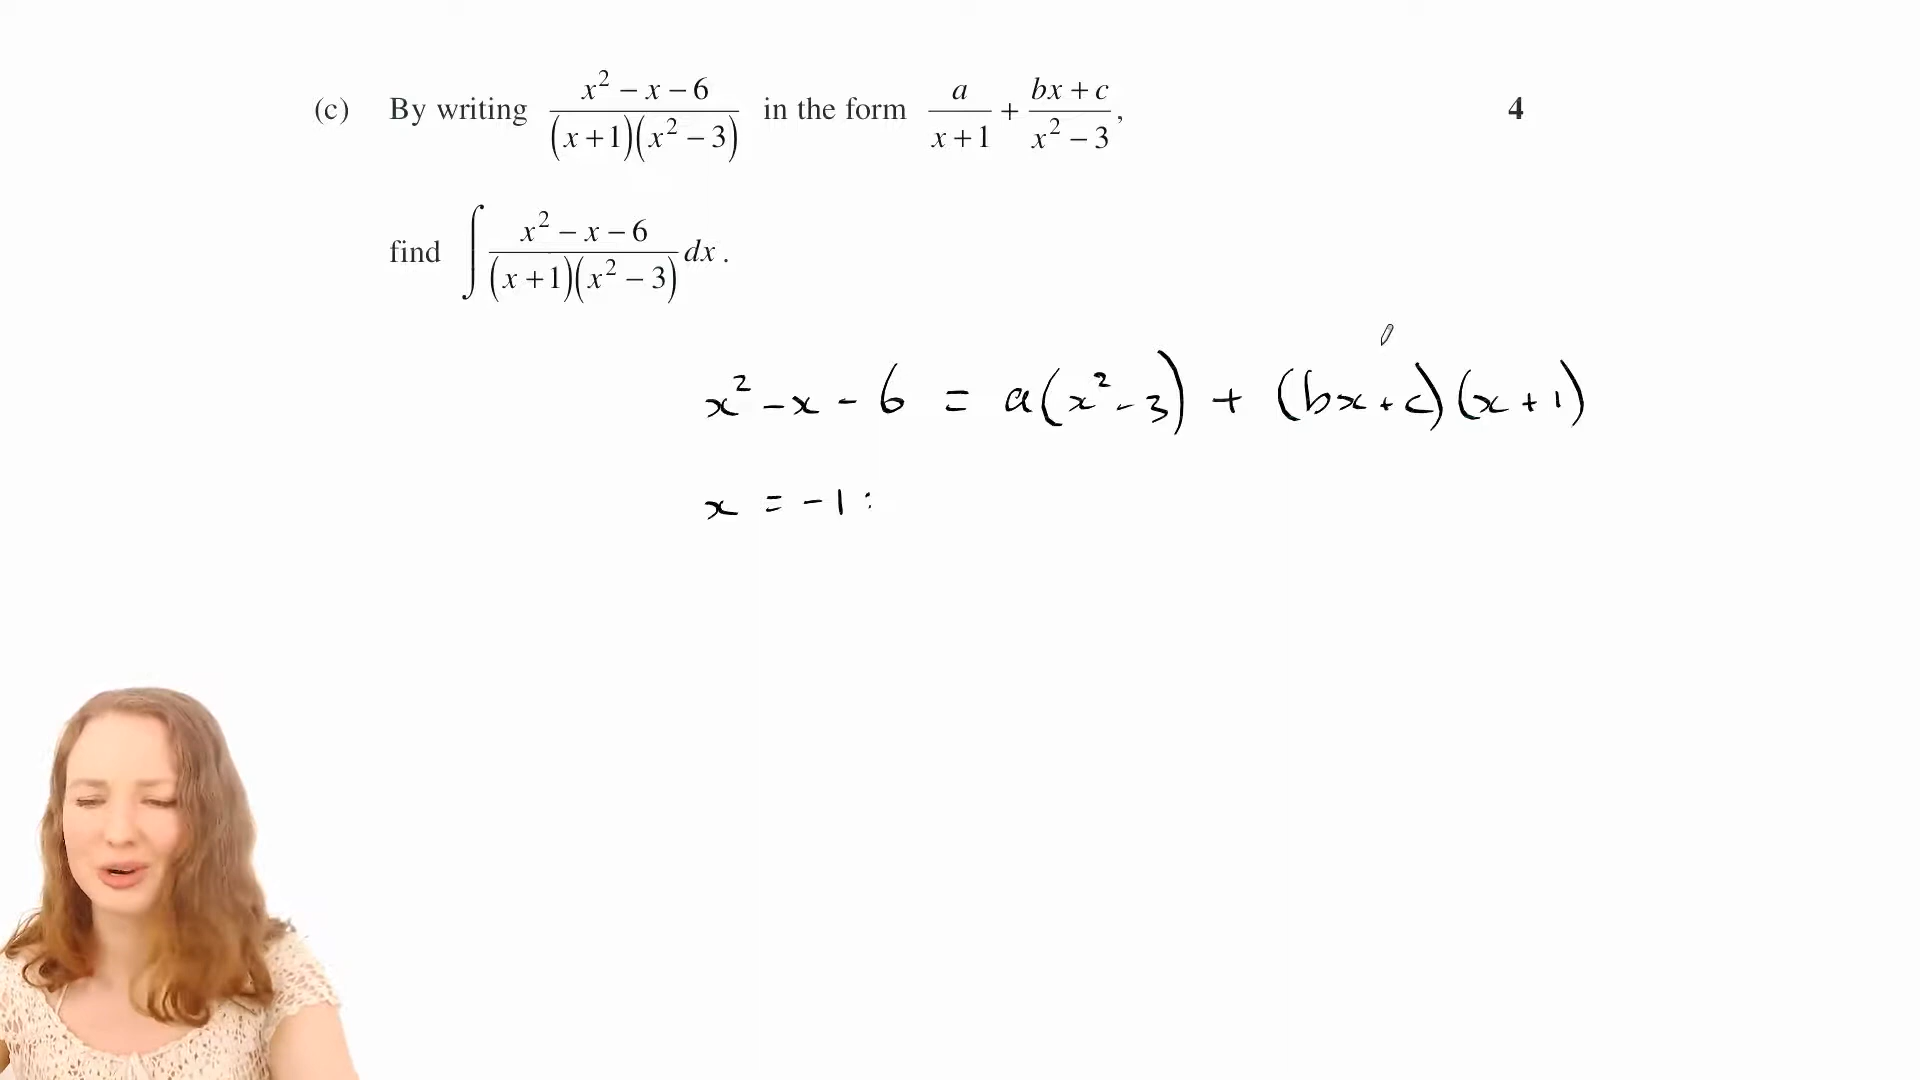 (c) By writing \frac{x^2 - x - 6}{(x+1)(x^2 - 3)} in the form \frac{a}{x+1} + \frac{bx+c}{x^2 - 3}, 4
find \int \frac{x^2 - x - 6}{(x+1)(x^2 - 3)} dx.
x^2 - x - 6 = a(x^2 - 3) + (bx + c)(x + 1)
x = -1 :